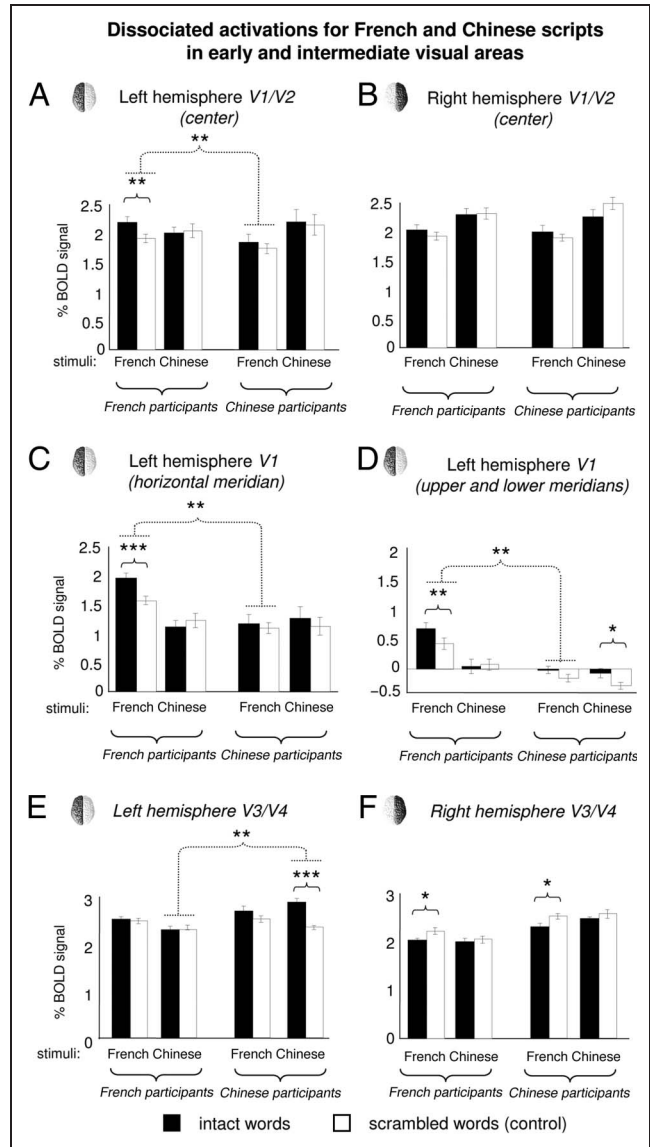 Dissociated activations for French and Chinese scripts
in early and intermediate visual areas
A
Left hemisphere V1/V2
(center)
**
**
% BOLD signal
2.5
2
1.5
1
0.5
0
stimuli:
French Chinese
French Chinese
French participants
Chinese participants
B
Right hemisphere V1/V2
(center)
2.5
2
1.5
1
0.5
0
French Chinese
French Chinese
French participants
Chinese participants
C
Left hemisphere V1
(horizontal meridian)
**
***
% BOLD signal
2.5
2
1.5
1
0.5
0
stimuli:
French Chinese
French Chinese
French participants
Chinese participants
D
Left hemisphere V1
(upper and lower meridians)
**
**
*
2
1.5
1
0.5
0
−0.5
French Chinese
French Chinese
French participants
Chinese participants
E
Left hemisphere V3/V4
**
***
% BOLD signal
3
2
1
0
stimuli:
French Chinese
French Chinese
French participants
Chinese participants
F
Right hemisphere V3/V4
*
*
3
2
1
0
French Chinese
French Chinese
French participants
Chinese participants
intact words
scrambled words (control)